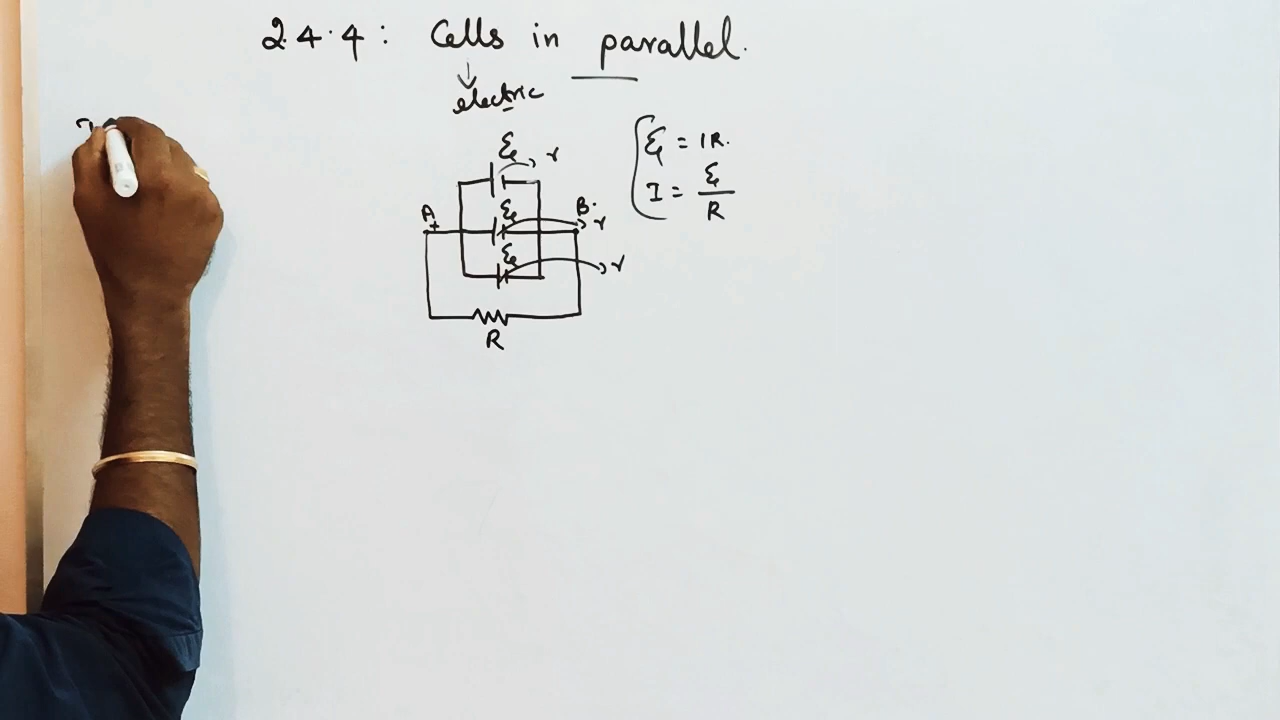 2.4.4: Cells in parallel.
electric
ξ = IR.
I = ξ/R
ξ r
A + ξ B. r
ξ r
R